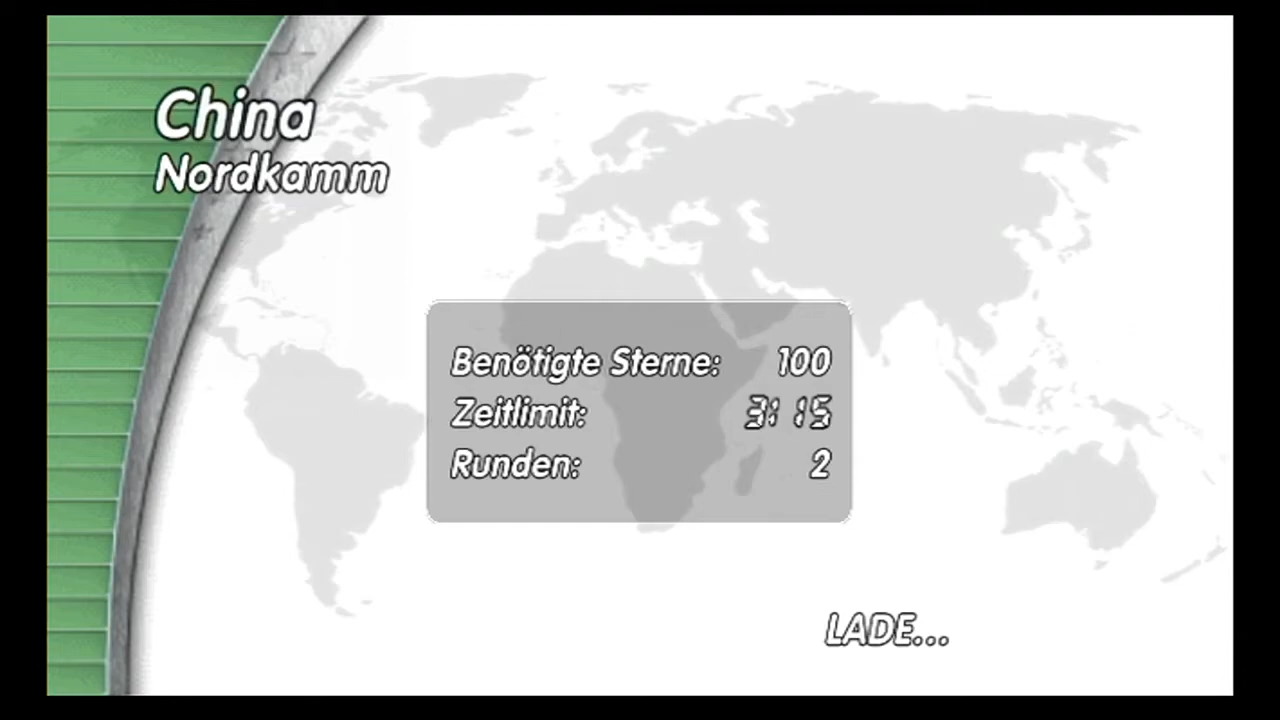 China
Nordkamm
Benötigte Sterne: 100
Zeitlimit: 3:15
Runden: 2
LADE...